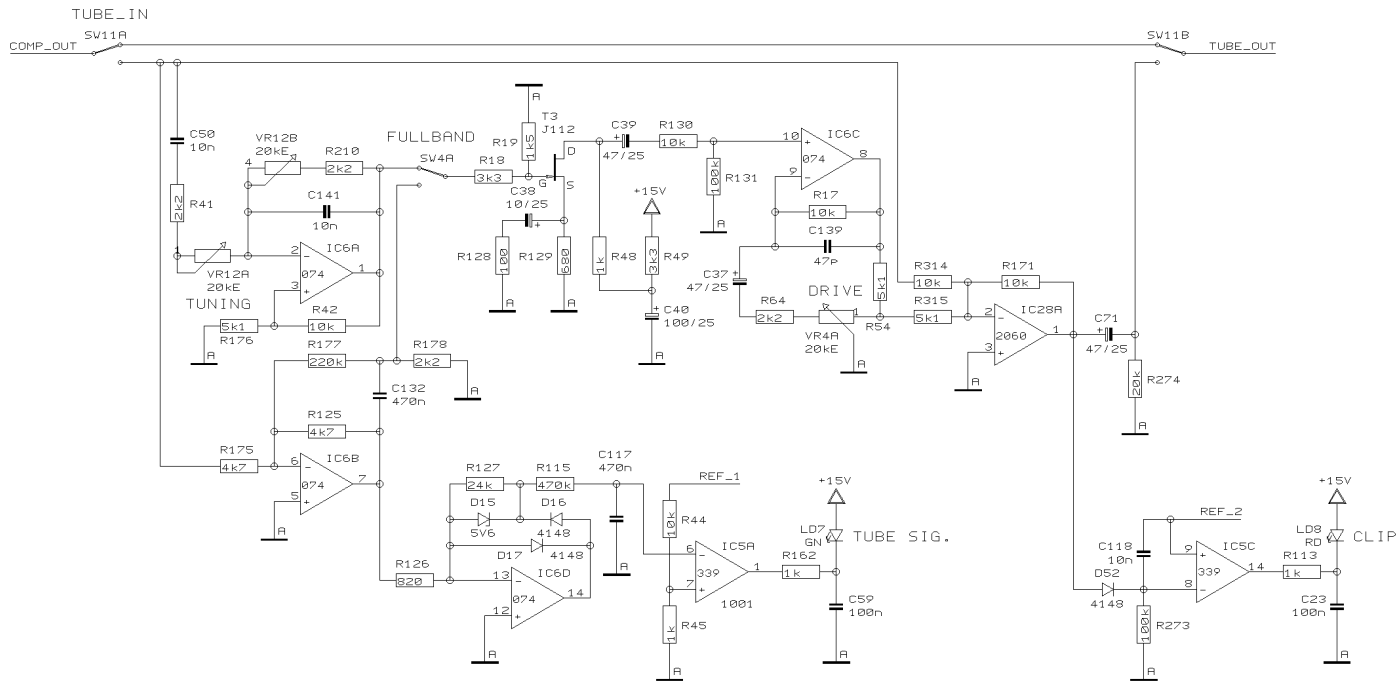 TUBE_IN
COMP_OUT
SW11A
SW11B
TUBE_OUT
C50
10n
VR12B
20kE
4
R210
2k2
FULLBAND
SW4A
A
R19
1k5
T3
J112
D
G
S
C39
47/25
+
R130
10k
R131
100k
A
10
+
IC6C
074
8
9
-
R41
2k2
C141
10n
R18
3k3
C38
10/25
+
R128
100
A
R129
680
A
R48
1k
+15V
R49
3k3
C40
100/25
+
A
R17
10k
C139
47p
C37
47/25
+
1
VR12A
20kE
TUNING
2
-
IC6A
074
1
3
+
R42
10k
5k1
R176
A
R64
2k2
DRIVE
VR4A
20kE
1
A
5k1
R54
R314
10k
R315
5k1
R171
10k
IC28A
2
-
2060
1
3
+
A
C71
47/25
+
R274
20k
A
R177
220k
R178
2k2
A
C132
470n
R125
4k7
R175
4k7
6
-
IC6B
074
7
5
+
A
R126
820
R127
24k
R115
470k
C117
470n
A
D15
5V6
D16
4148
D17
4148
13
-
IC6D
074
14
12
+
A
REF_1
R44
10k
R45
1k
A
6
-
IC5A
339
1
7
+
1001
R162
1k
+15V
LD7
GN
TUBE SIG.
C59
100n
A
REF_2
C118
10n
D52
4148
R273
100k
A
9
+
IC5C
339
14
8
-
R113
1k
+15V
LD8
RD
CLIP
C23
100n
A